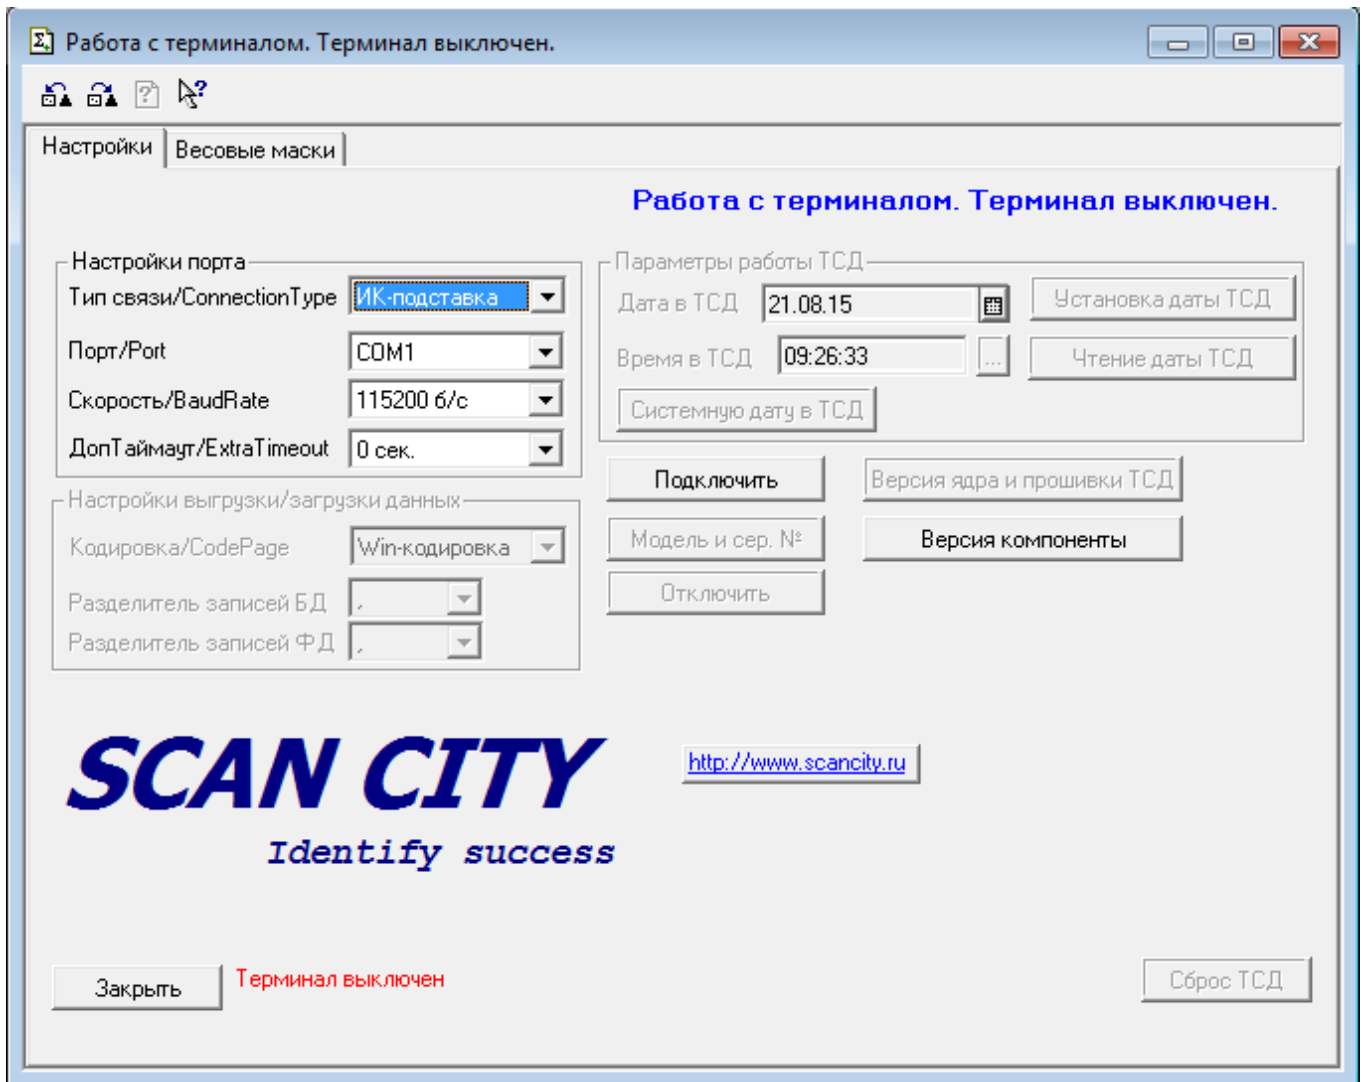 Работа с терминалом. Терминал выключен.
Настройки
Весовые маски
Работа с терминалом. Терминал выключен.
Настройки порта
Тип связи/ConnectionType
ИК-подставка
Порт/Port
COM1
Скорость/BaudRate
115200 б/с
ДопТаймаут/ExtraTimeout
0 сек.
Параметры работы ТСД
Дата в ТСД
21.08.15
Установка даты ТСД
Время в ТСД
09:26:33
...
Чтение даты ТСД
Системную дату в ТСД
Настройки выгрузки/загрузки данных
Кодировка/CodePage
Win-кодировка
Разделитель записей БД
,
Разделитель записей ФД
,
Подключить
Версия ядра и прошивки ТСД
Модель и сер. №
Версия компоненты
Отключить
SCAN CITY
Identify success
http://www.scancity.ru
Закрыть
Терминал выключен
Сброс ТСД